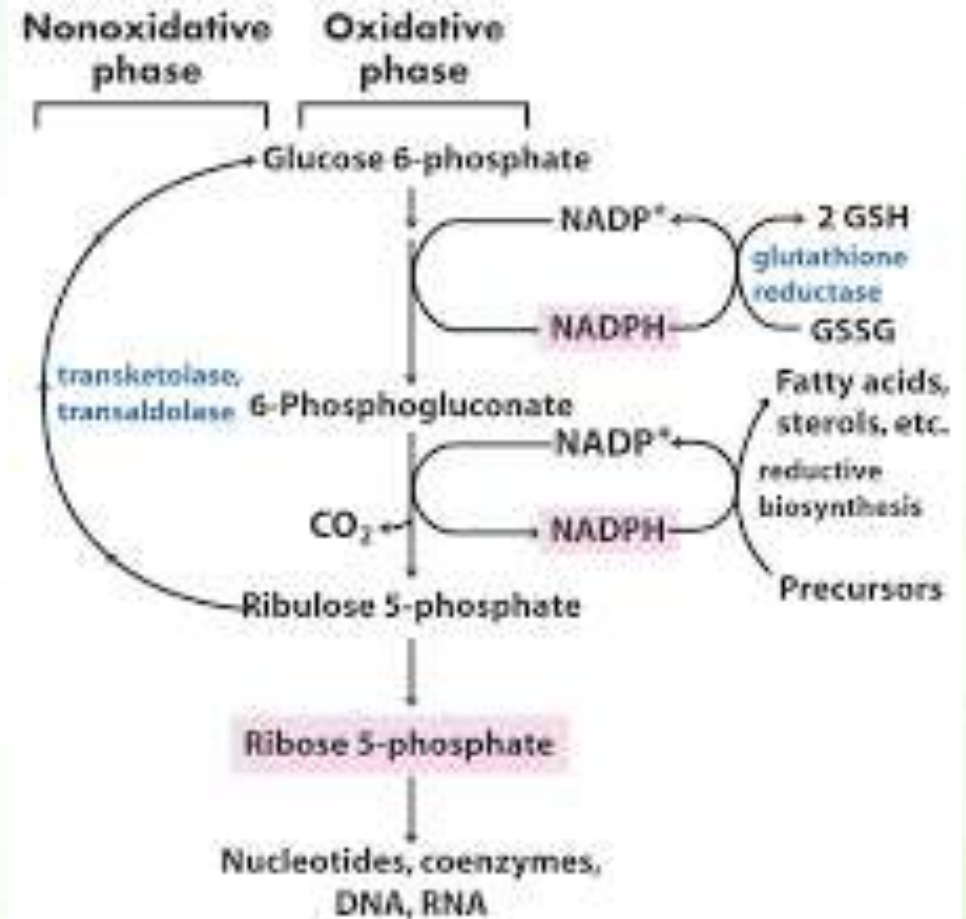 Nonoxidative
phase
Oxidative
phase
Glucose 6-phosphate
NADP+
2 GSH
glutathione
reductase
NADPH
GSSG
transketolase,
transaldolase
6-Phosphogluconate
Fatty acids,
sterols, etc.
NADP+
reductive
biosynthesis
CO₂
NADPH
Precursors
Ribulose 5-phosphate
Ribose 5-phosphate
Nucleotides, coenzymes,
DNA, RNA